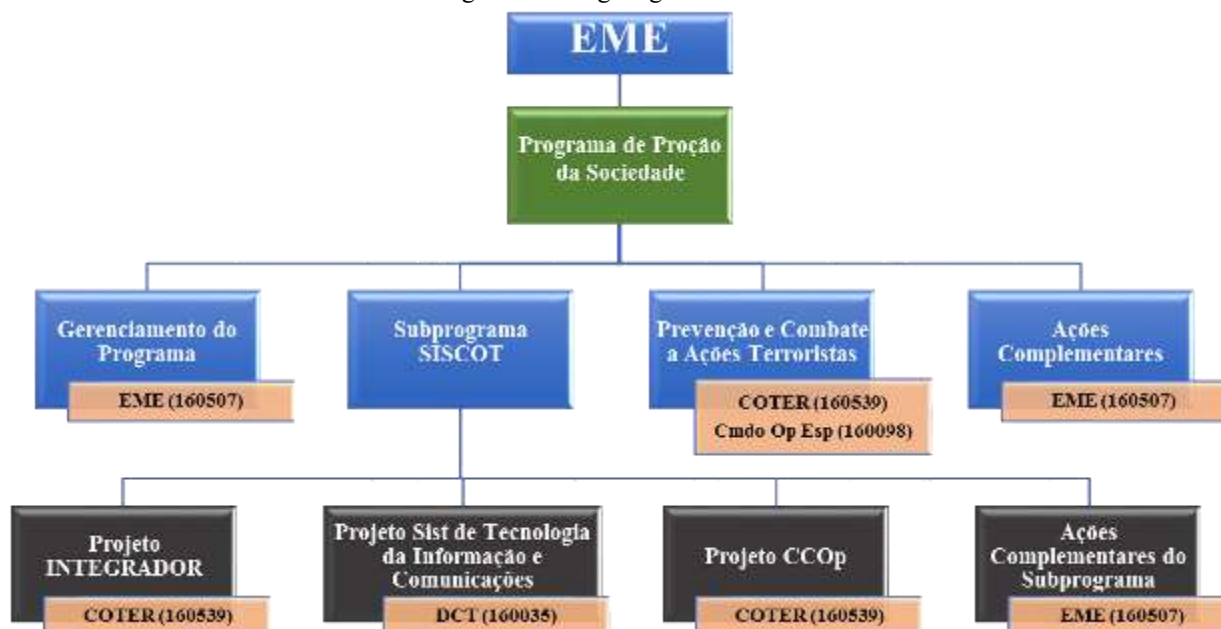 EME
Programa de Proção
da Sociedade
Gerenciamento do
Programa
EME (160507)
Subprograma
SISCOT
Prevenção e Combate
a Ações Terroristas
COTER (160539)
Cmdo Op Esp (160098)
Ações
Complementares
EME (160507)
Projeto
INTEGRADOR
COTER (160539)
Projeto Sist de Tecnologia
da Informação e
Comunicações
DCT (160035)
Projeto CCOp
COTER (160539)
Ações
Complementares do
Subprograma
EME (160507)